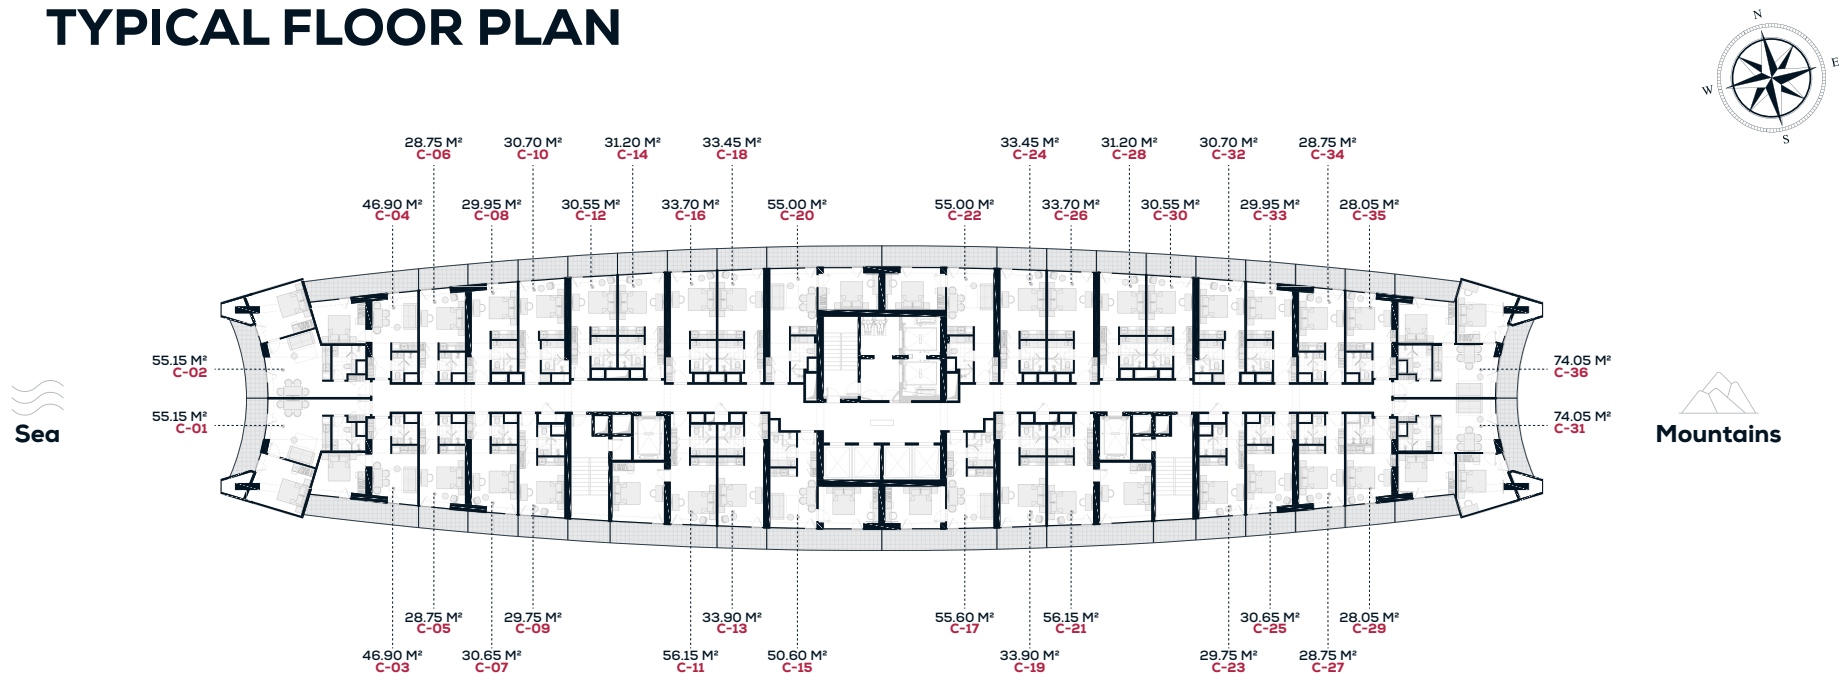 TYPICAL FLOOR PLAN
N
E
W
S
28.75 M²
C-06
30.70 M²
C-10
31.20 M²
C-14
33.45 M²
C-18
33.45 M²
C-24
31.20 M²
C-28
30.70 M²
C-32
28.75 M²
C-34
46.90 M²
C-04
29.95 M²
C-08
30.55 M²
C-12
33.70 M²
C-16
55.00 M²
C-20
55.00 M²
C-22
33.70 M²
C-26
30.55 M²
C-30
29.95 M²
C-33
28.05 M²
C-35
55.15 M²
C-02
74.05 M²
C-36
55.15 M²
C-01
74.05 M²
C-31
Sea
Mountains
28.75 M²
C-05
29.75 M²
C-09
33.90 M²
C-13
55.60 M²
C-17
56.15 M²
C-21
30.65 M²
C-25
28.05 M²
C-29
46.90 M²
C-03
30.65 M²
C-07
56.15 M²
C-11
50.60 M²
C-15
33.90 M²
C-19
29.75 M²
C-23
28.75 M²
C-27